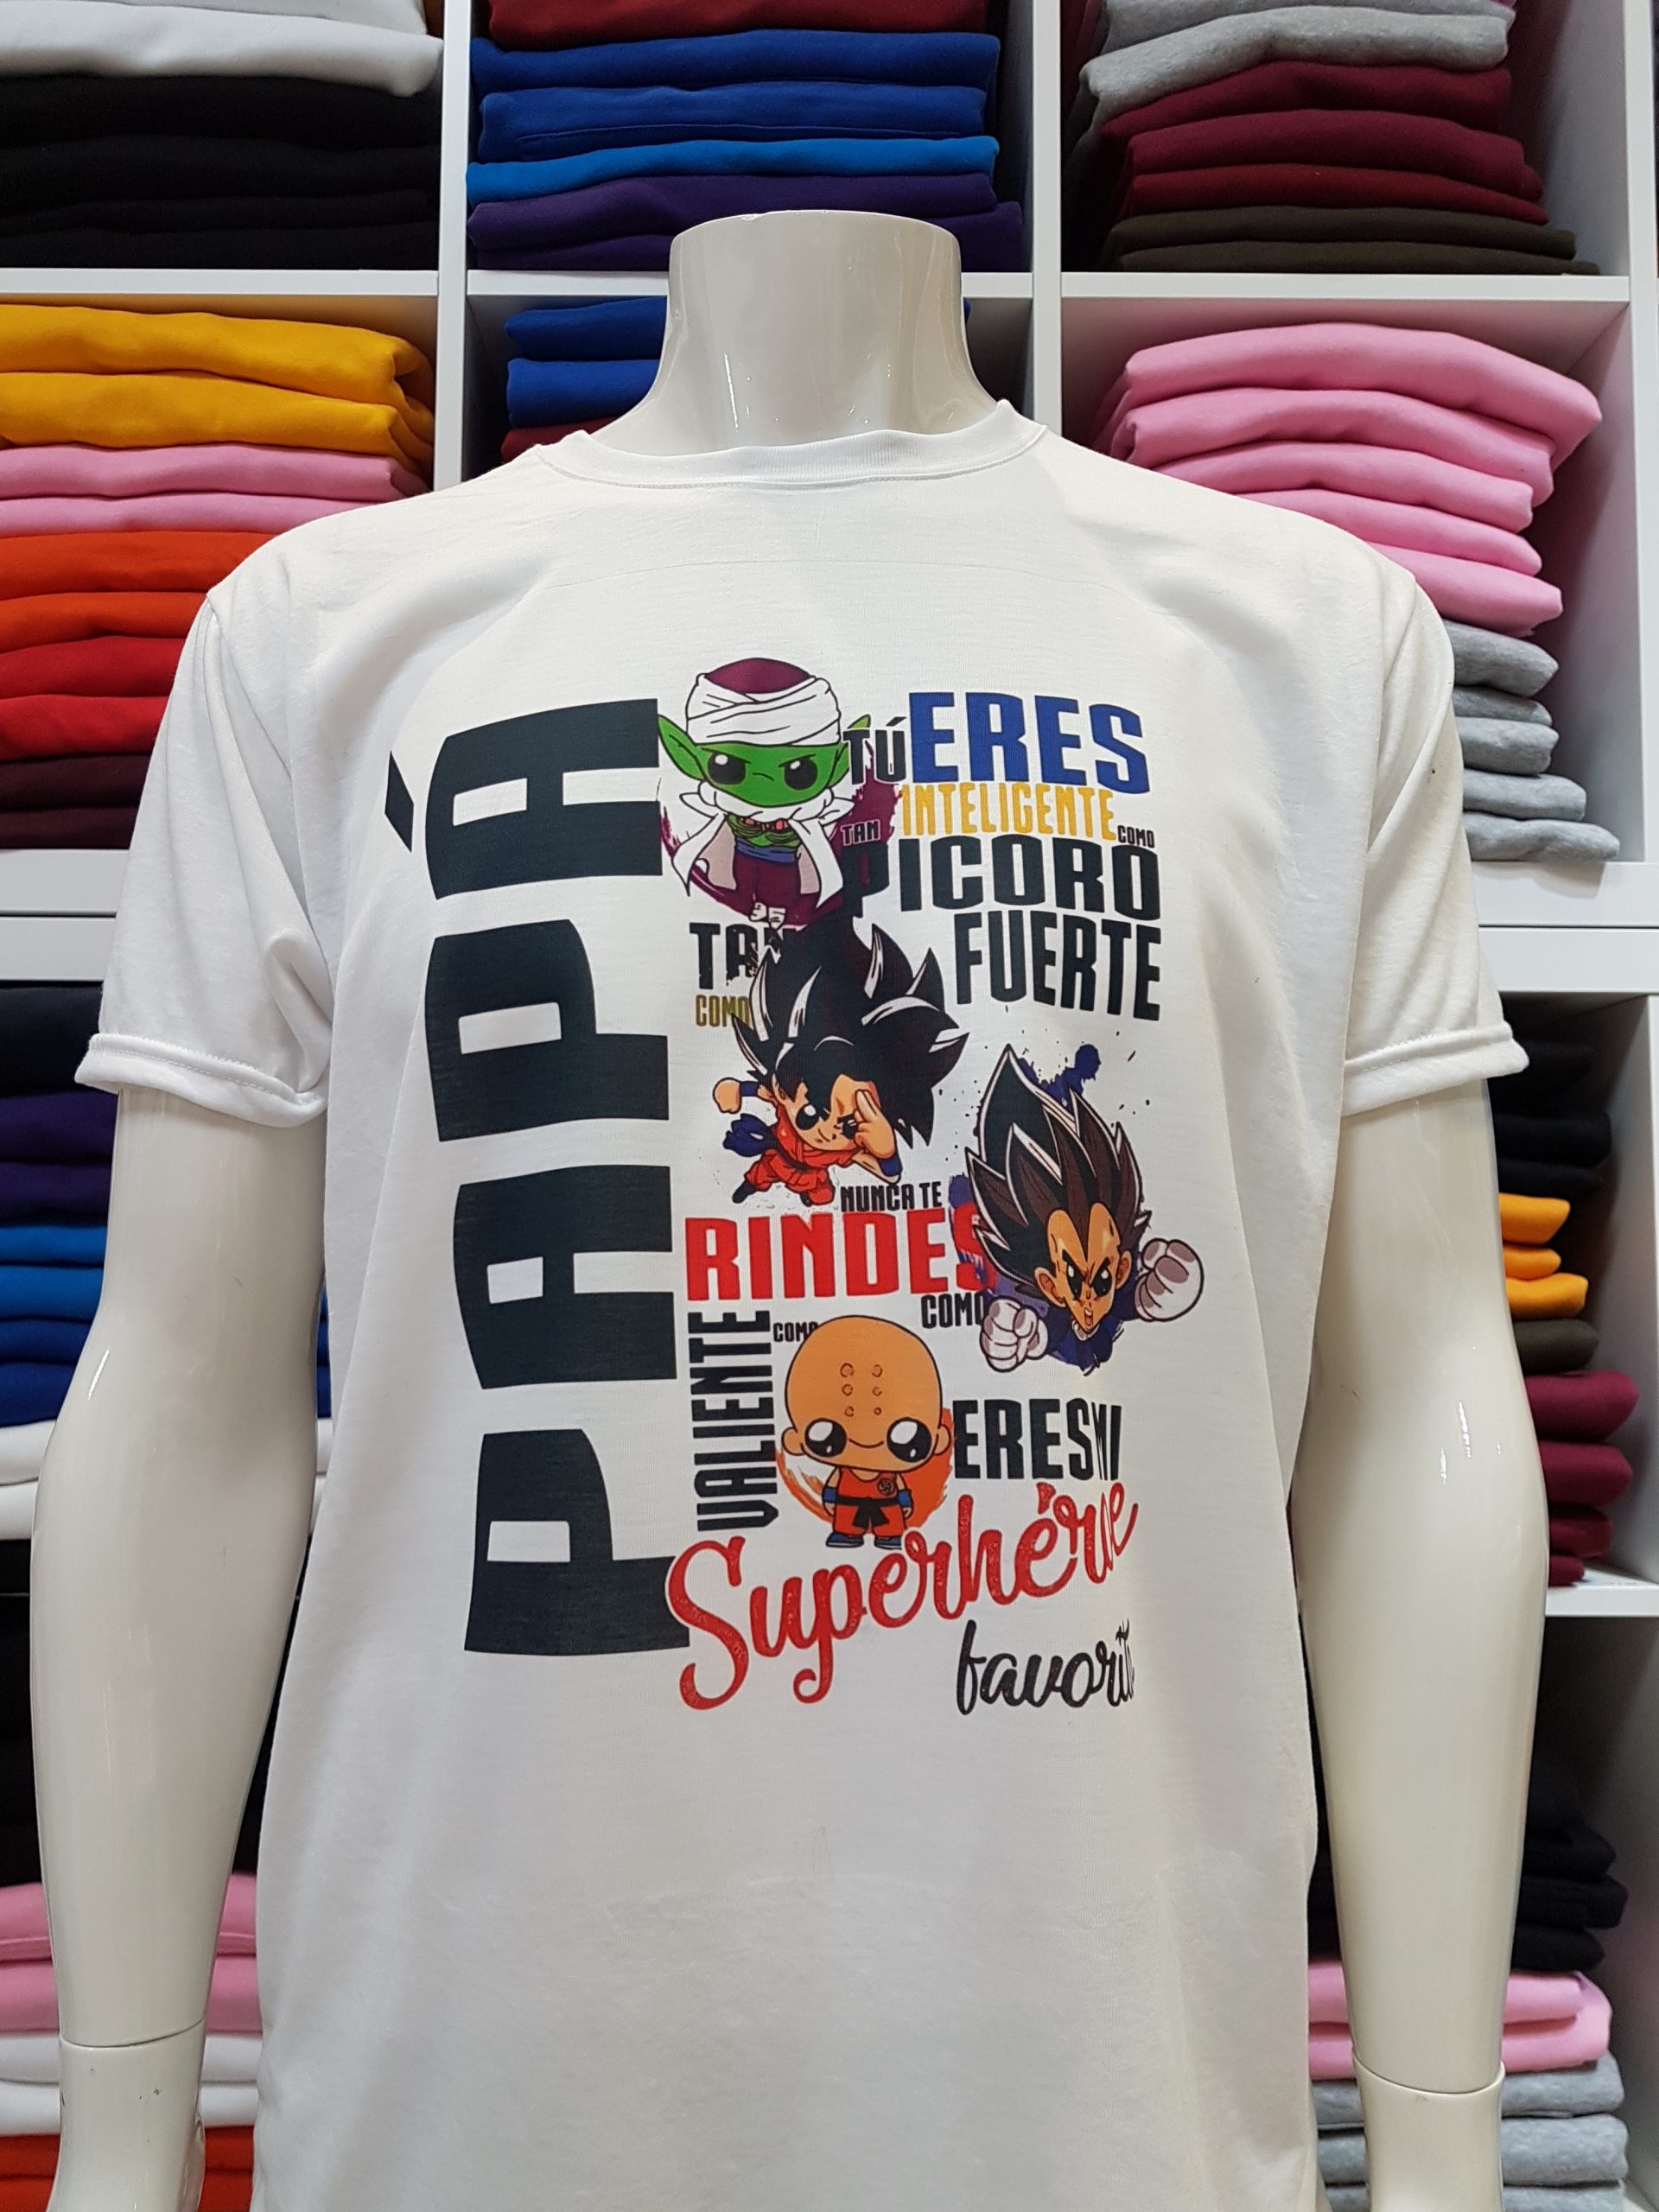 PAPÁ
TÚ ERES
TAN INTELIGENTE COMO
PICORO
TAN FUERTE
COMO
NUNCA TE
RINDES
COMO
VALIENTE COMO
ERES MI
Superhéroe
favorito